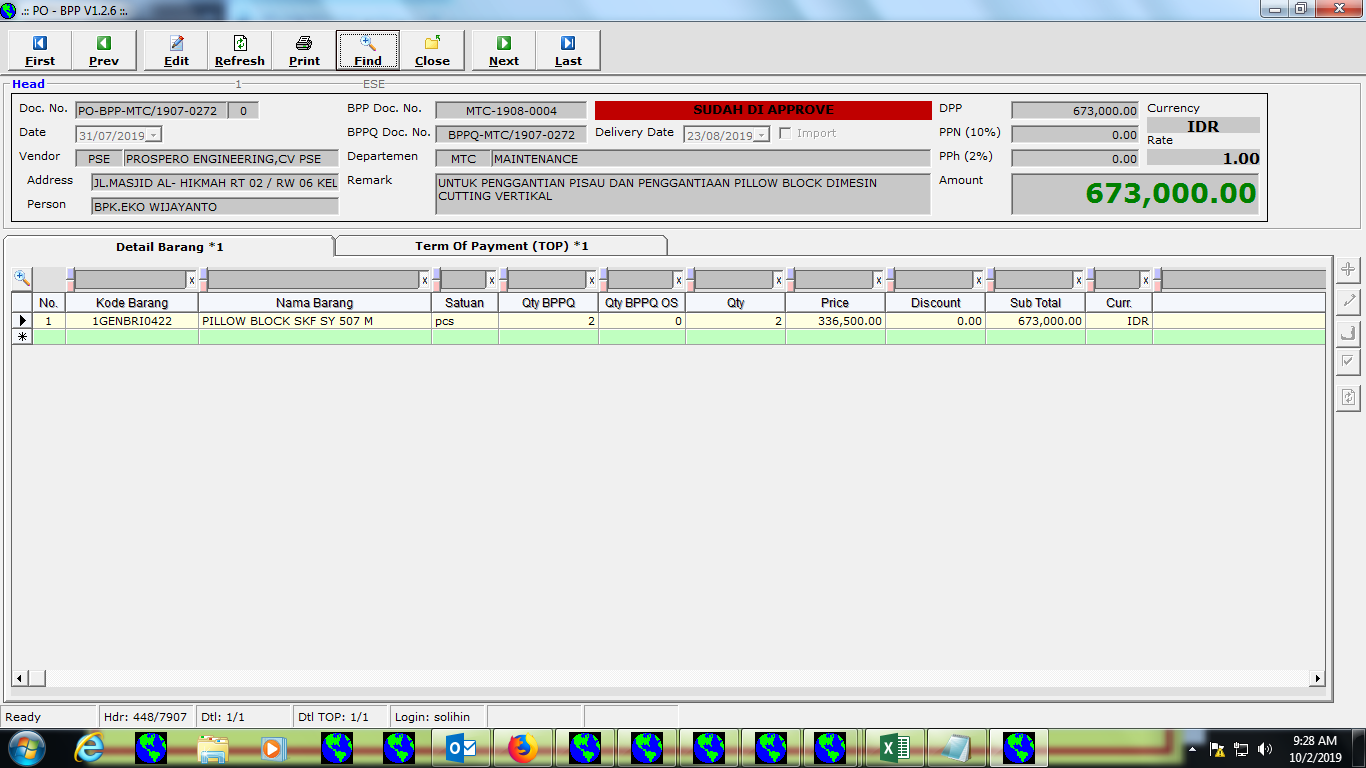 .:: PO - BPP V1.2.6 ::.
First Prev Edit Refresh Print Find Close Next Last
Head 1 ESE
Doc. No. PO-BPP-MTC/1907-0272 0 BPP Doc. No. MTC-1908-0004 SUDAH DI APPROVE DPP 673,000.00 Currency
IDR
Date 31/07/2019 BPPQ Doc. No. BPPQ-MTC/1907-0272 Delivery Date 23/08/2019 Import PPN (10%) 0.00 Rate
Vendor PSE PROSPERO ENGINEERING,CV PSE Departemen MTC MAINTENANCE PPh (2%) 0.00 1.00
Address JL.MASJID AL- HIKMAH RT 02 / RW 06 KEL Remark UNTUK PENGGANTIAN PISAU DAN PENGGANTIAAN PILLOW BLOCK DIMESIN Amount 673,000.00
CUTTING VERTIKAL
Person BPK.EKO WIJAYANTO
Detail Barang *1 Term Of Payment (TOP) *1
x x x x x x x x x x
No. Kode Barang Nama Barang Satuan Qty BPPQ Qty BPPQ OS Qty Price Discount Sub Total Curr.
1 1GENBRI0422 PILLOW BLOCK SKF SY 507 M pcs 2 0 2 336,500.00 0.00 673,000.00 IDR
Ready Hdr: 448/7907 Dtl: 1/1 Dtl TOP: 1/1 Login: solihin
9:28 AM
10/2/2019